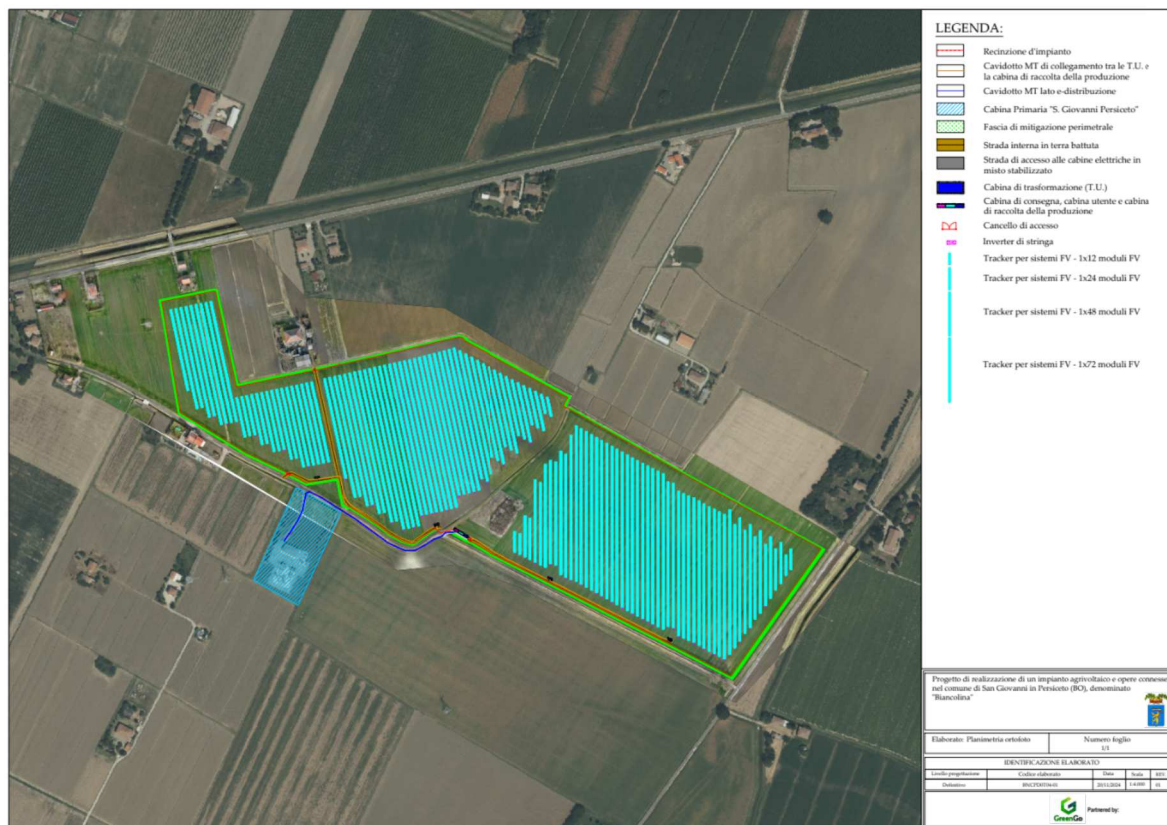 LEGENDA:
Recinzione d'impianto
Cavidotto MT di collegamento tra le T.U. e
la cabina di raccolta della produzione
Cavidotto MT lato e-distribuzione
Cabina Primaria "S. Giovanni Persiceto"
Fascia di mitigazione perimetrale
Strada interna in terra battuta
Strada di accesso alle cabine elettriche in
misto stabilizzato
Cabina di trasformazione (T.U.)
Cabina di consegna, cabina utente e cabina
di raccolta della produzione
Cancello di accesso
Inverter di stringa
Tracker per sistemi FV - 1x12 moduli FV
Tracker per sistemi FV - 1x24 moduli FV
Tracker per sistemi FV - 1x48 moduli FV
Tracker per sistemi FV - 1x72 moduli FV
Progetto di realizzazione di un impianto agrivoltaico e opere connesse
nel comune di San Giovanni in Persiceto (BO), denominato
"Biancolina"
Elaborato: Planimetria ortofoto
Numero foglio
1/1
IDENTIFICAZIONE ELABORATO
Livello progettazione Codice elaborato Data Scala REV
Definitivo 20/11/2024 1:4.000 01
GreenGo
Partnered by: